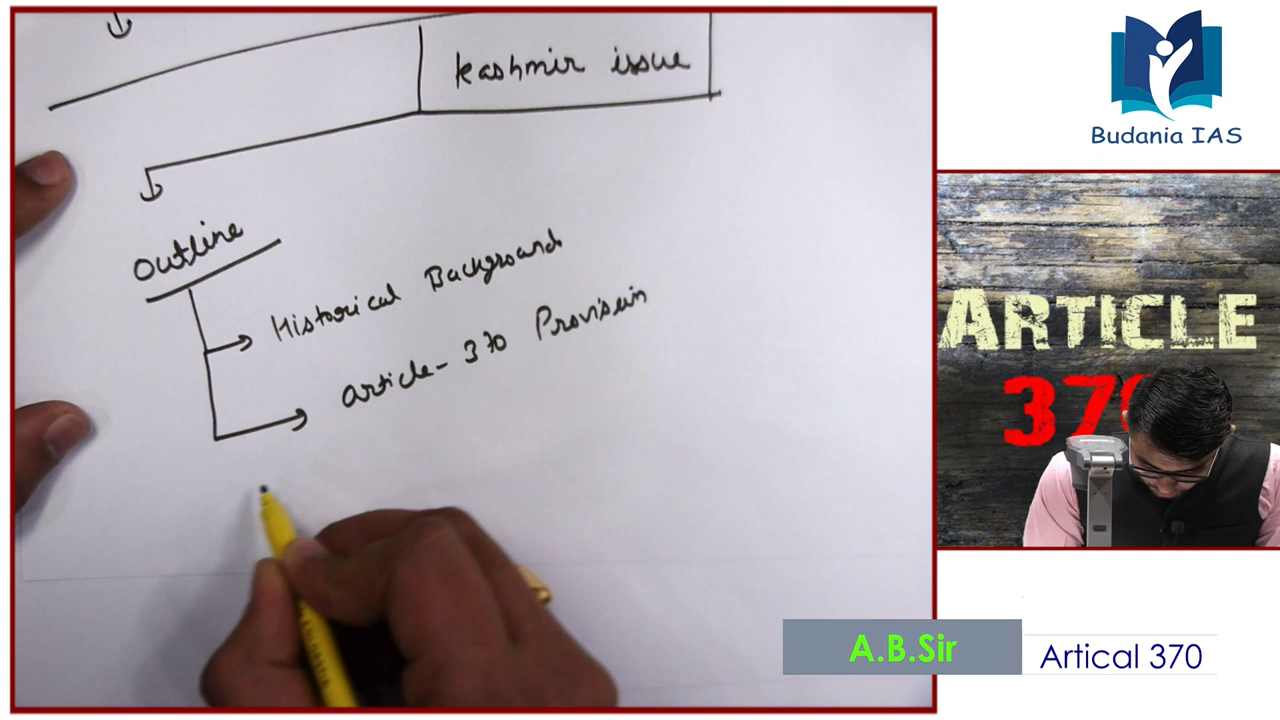 kashmir issue
Outline
Historical Background
Article- 370 Provision
Budania IAS
ARTICLE
370
A.B.Sir
Artical 370